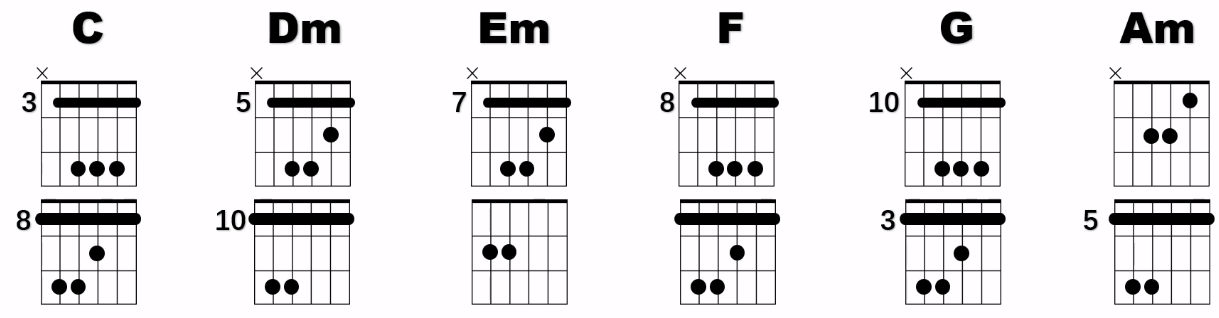 C Dm Em F G Am
× × × × × ×
3 5 7 8 10
8 10 3 5